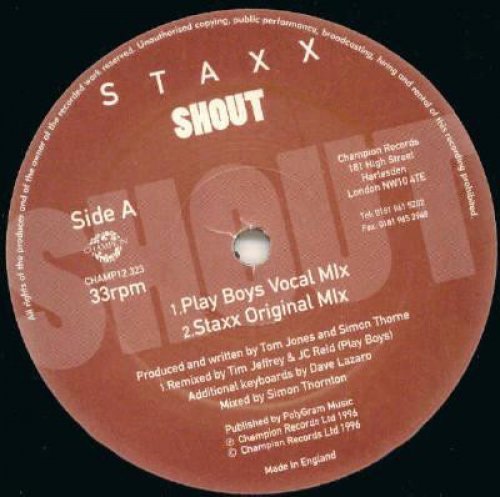 All rights of the producer and of the owner of the recorded work reserved. Unauthorised copying, public performance, broadcasting, hiring and rental of this recording prohibited.
STAXX
SHOUT
SHOUT
Champion Records
181 High Street
Harlesden
London NW10 4TE
Tel: 0181 961 5202
Fax: 0181 965 3948
Side A
CHAMPION
CHAMP12.323
33rpm
1.Play Boys Vocal MIx
2.Staxx Original MIx
Produced and written by Tom Jones and Simon Thorne
1 Remixed by Tim Jeffrey & JC Reid (Play Boys)
Additional keyboards by Dave Lazaro
Mixed by Simon Thornton
Published by PolyGram Music
℗ Champion Records Ltd 1996
© Champion Records Ltd 1996
Made In England